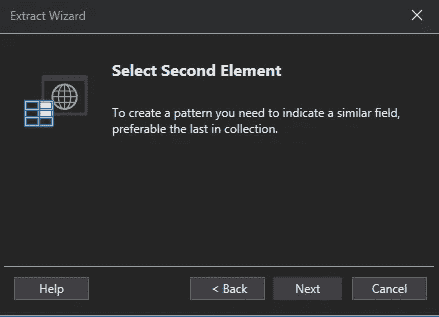 Extract Wizard
Select Second Element
To create a pattern you need to indicate a similar field,
preferable the last in collection.
Help
< Back
Next
Cancel